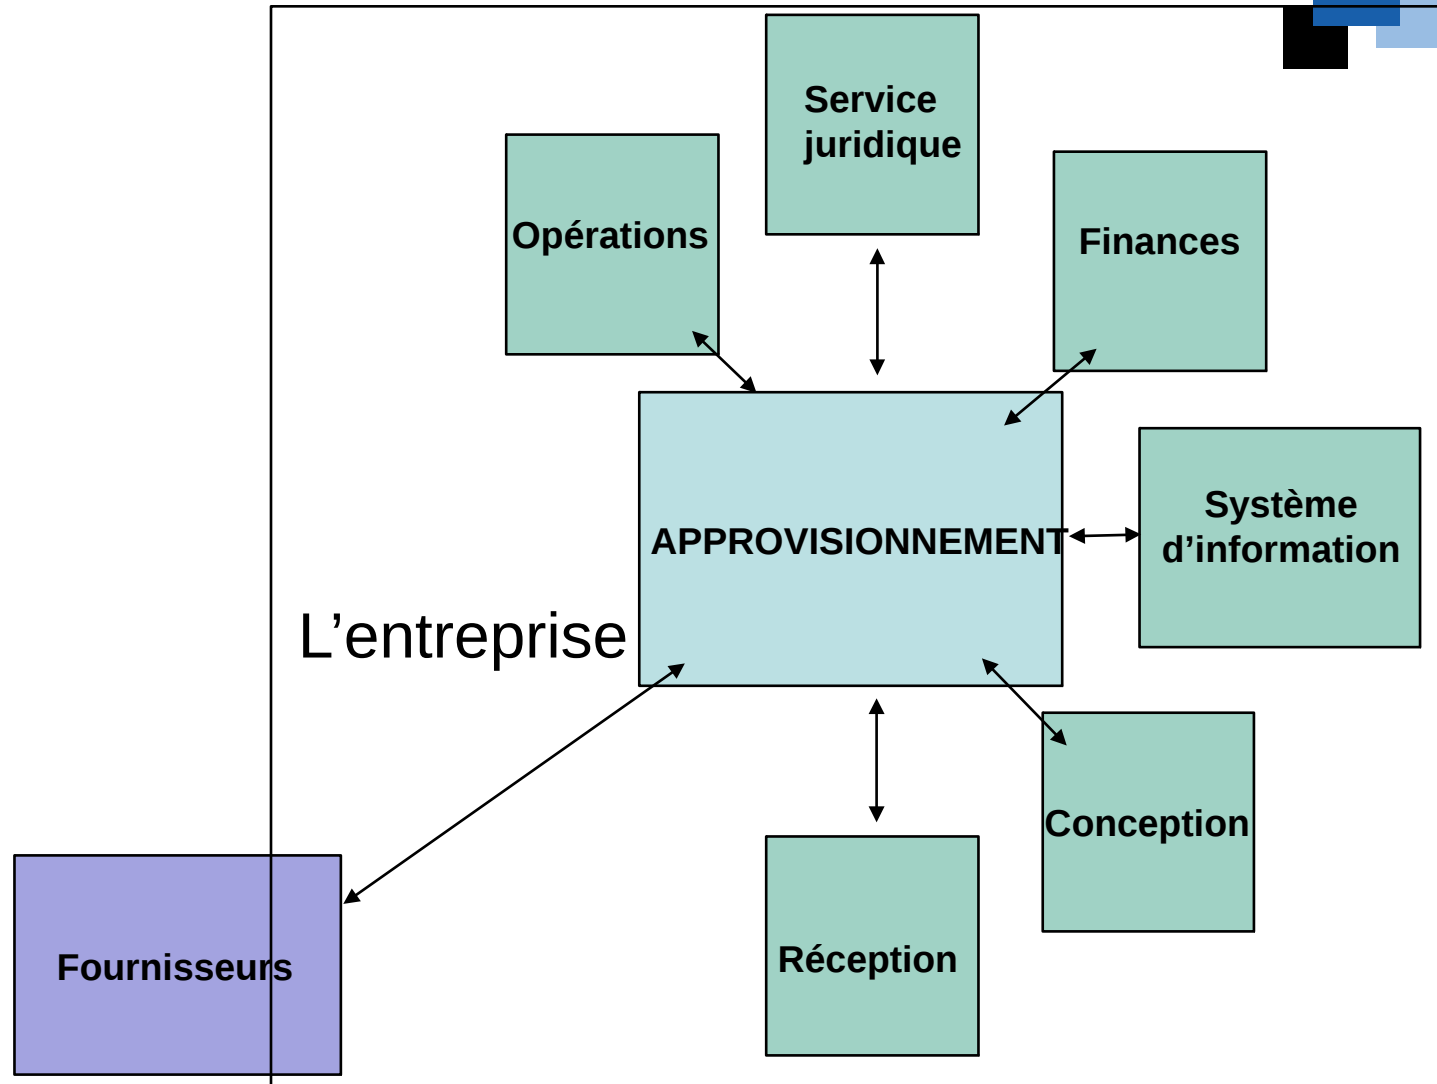 Service
juridique
Opérations
Finances
Système
d’information
APPROVISIONNEMENT
L’entreprise
Conception
Réception
Fournisseurs